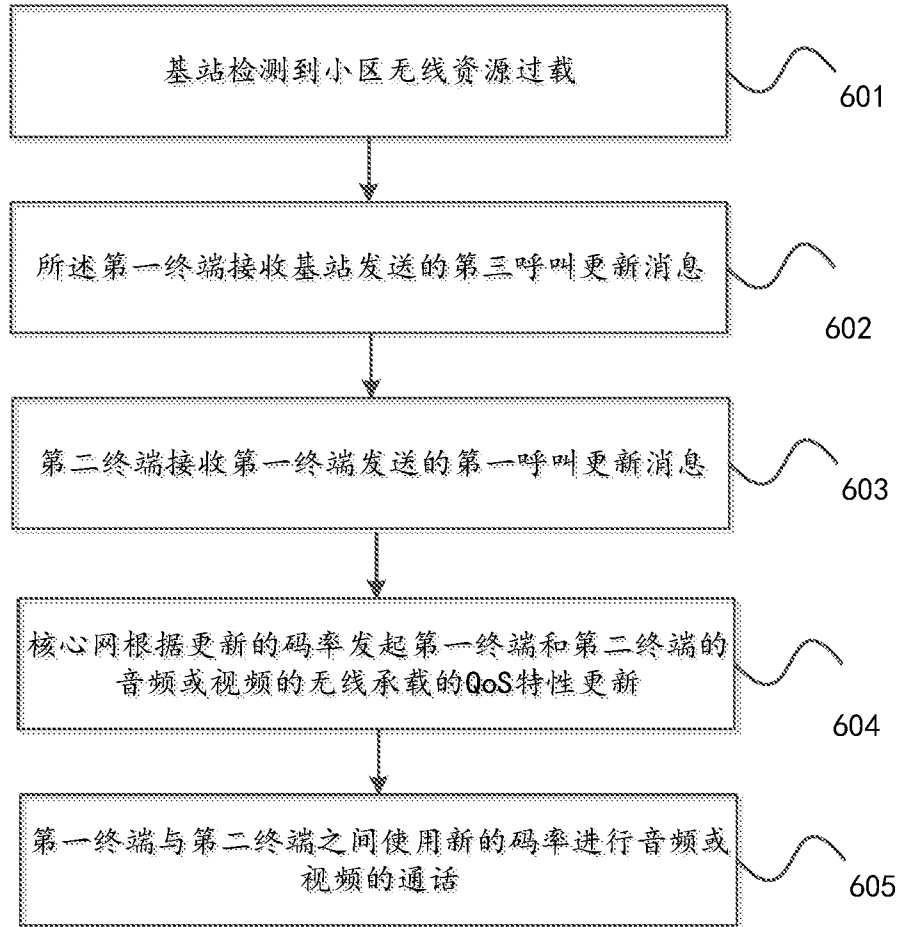 基站检测到小区无线资源过载
601
所述第一终端接收基站发送的第三呼叫更新消息
602
第二终端接收第一终端发送的第一呼叫更新消息
603
核心网根据更新的码率发起第一终端和第二终端的
音频或视频的无线承载的QoS特性更新
604
第一终端与第二终端之间使用新的码率进行音频或
视频的通话
605